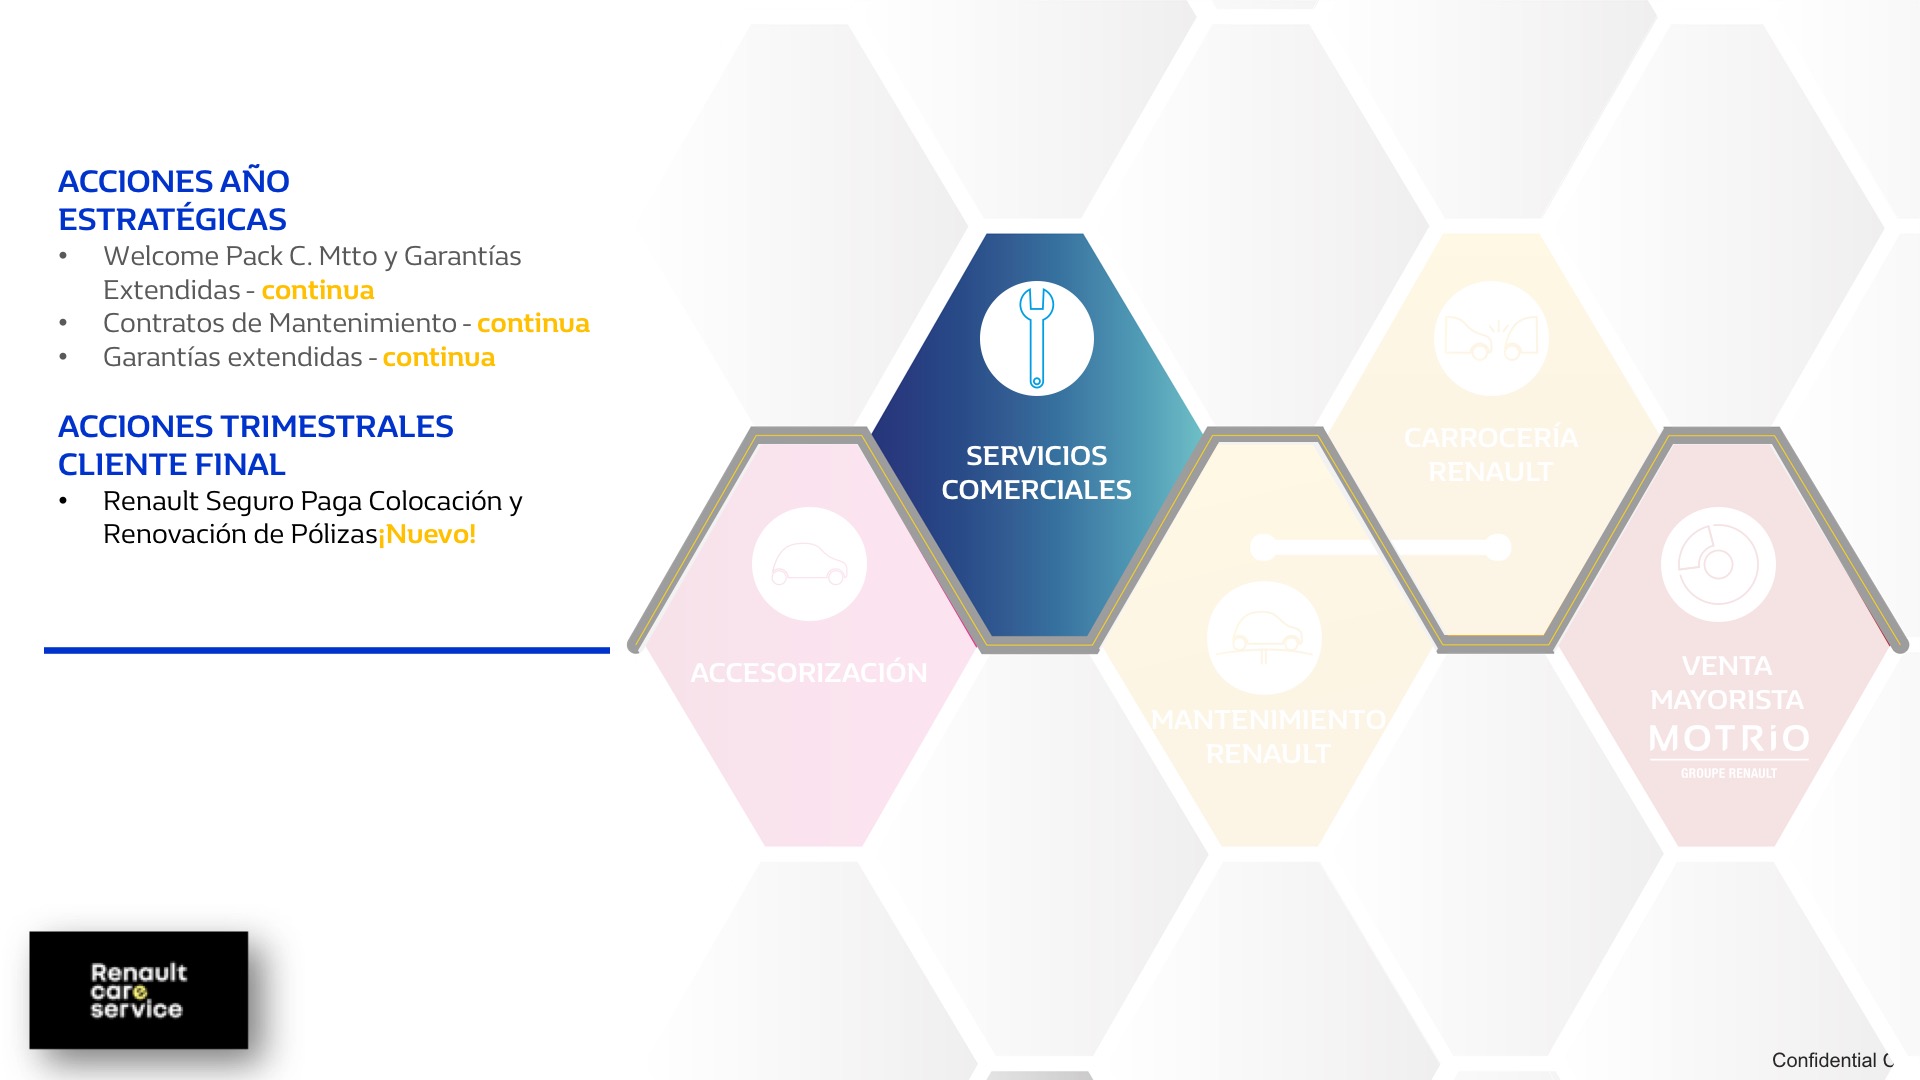 ACCIONES AÑO
ESTRATÉGICAS
• Welcome Pack C. Mtto y Garantías
Extendidas - continua
• Contratos de Mantenimiento - continua
• Garantías extendidas - continua
ACCIONES TRIMESTRALES
CLIENTE FINAL
• Renault Seguro Paga Colocación y
Renovación de Pólizas¡Nuevo!
SERVICIOS
COMERCIALES
CARROCERÍA
RENAULT
ACCESORIZACIÓN
MANTENIMIENTO
RENAULT
VENTA
MAYORISTA
MOTRiO
GROUPE RENAULT
Renault
care
service
Confidential C